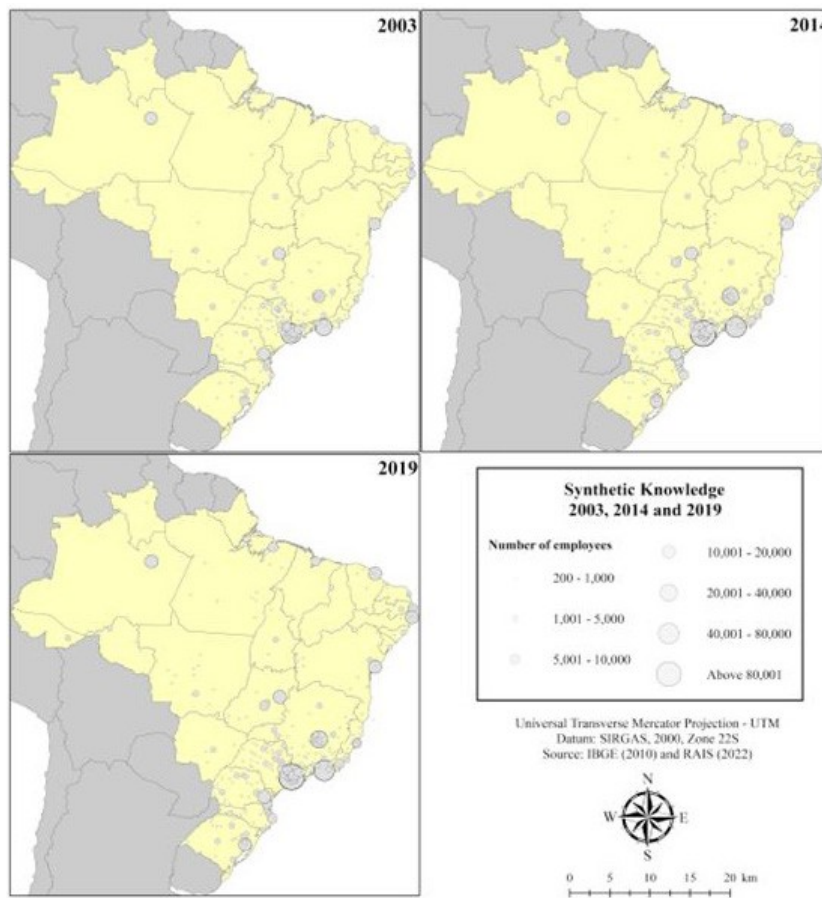 2003
2014
2019
Synthetic Knowledge
2003, 2014 and 2019
Number of employees
200 - 1,000
1,001 - 5,000
5,001 - 10,000
10,001 - 20,000
20,001 - 40,000
40,001 - 80,000
Above 80,001
Universal Transverse Mercator Projection - UTM
Datum: SIRGAS, 2000, Zone 22S
Source: IBGE (2010) and RAIS (2022)
N
W E
S
0 5 10 15 20 km